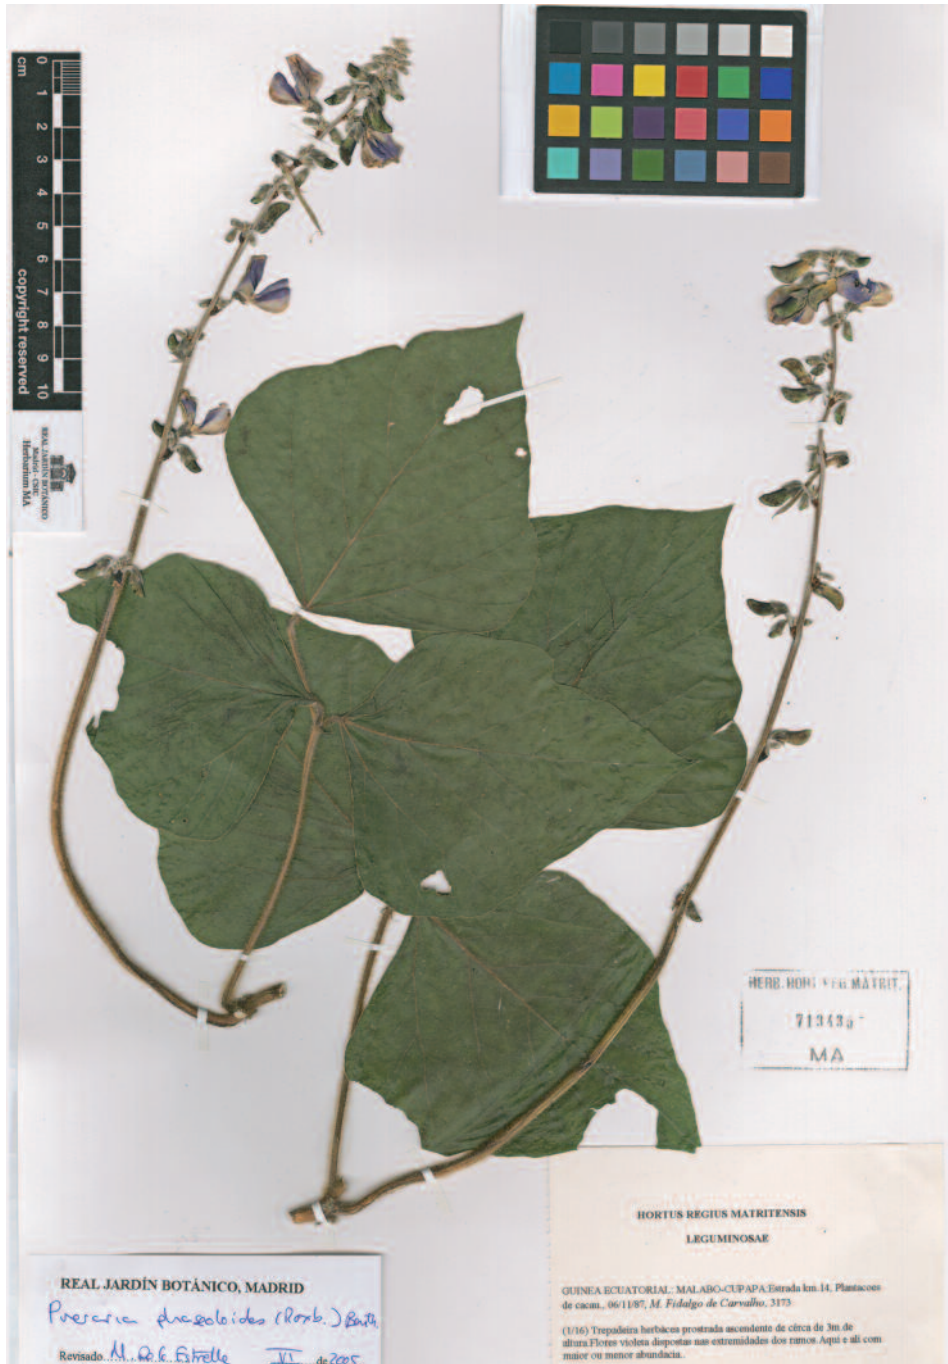 cm
0
1
2
3
4
5
6
7
8
9
10
copyright reserved
REAL JARDÍN BOTÁNICO
Madrid - CSIC
Herbarium MA
HERB. HORT. MATRIT.
MA
HORTUS REGIUS MATRITENSIS
LEGUMINOSAE
GUINEA ECUATORIAL: MALABO-CUPAPA:Estrada km.14, Plantacoes
de cacau., 06/11/87, M. Fidalgo de Carvalho, 3173
(1/16) Trepadeira herbácea prostrada ascendente de cêrca de 3m de
altura.Flores violeta dispostas nas estremidades dos ramos.Aqui e ali com
maior ou menor abundacia.
REAL JARDÍN BOTÁNICO, MADRID
Pueraria phaseoloides (Roxb.) Benth.
Revisado M. de la Estrella VI de 2005